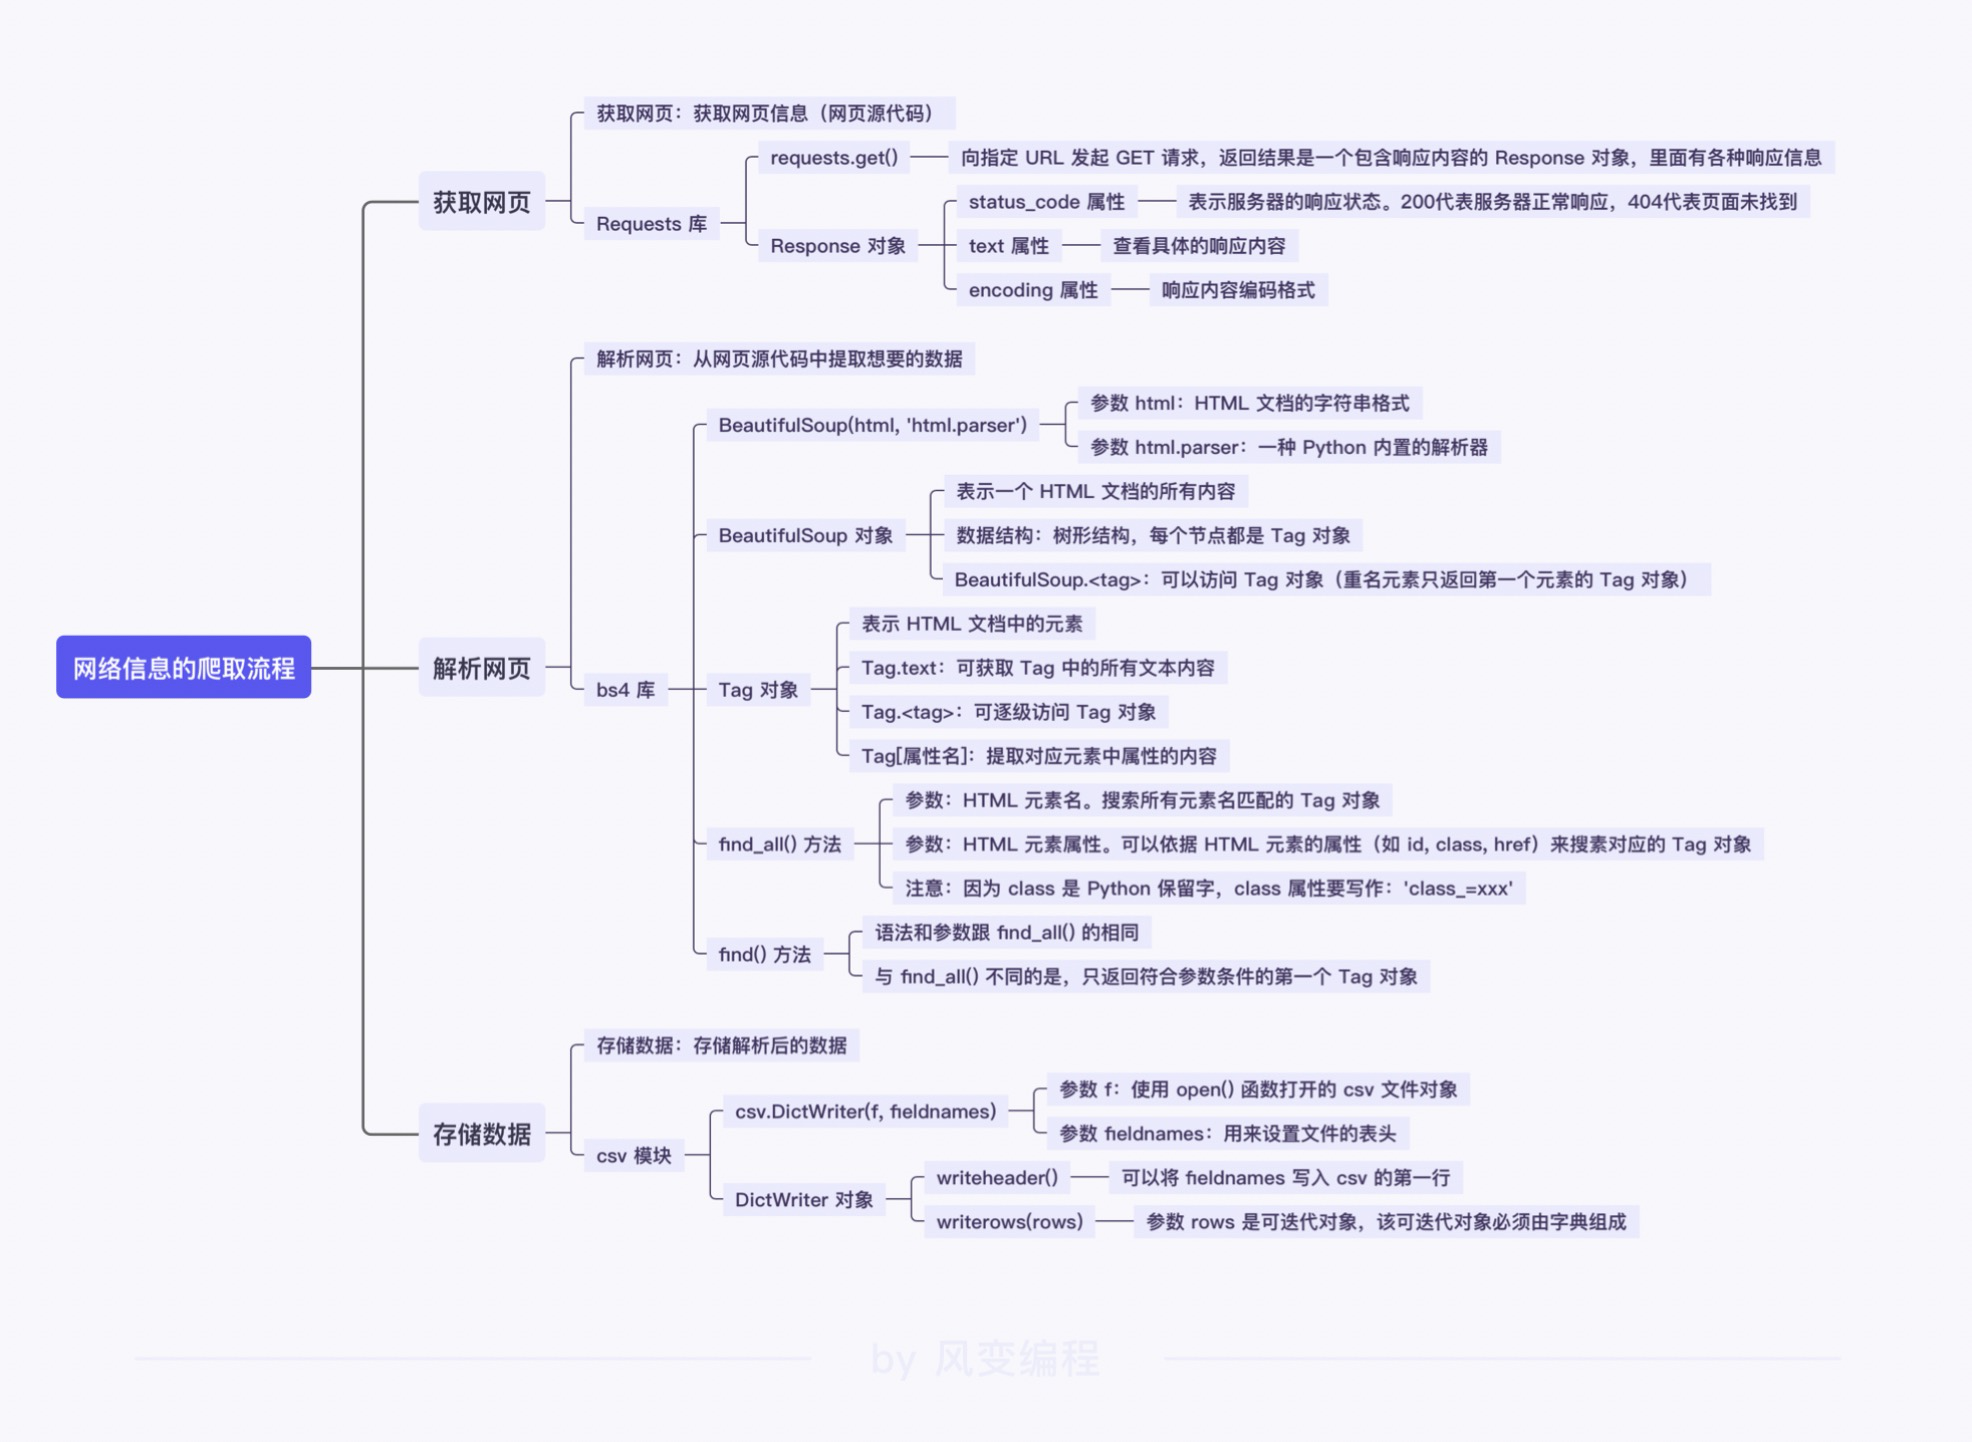 网络信息的爬取流程
获取网页
获取网页：获取网页信息（网页源代码）
Requests 库
requests.get()
向指定 URL 发起 GET 请求，返回结果是一个包含响应内容的 Response 对象，里面有各种响应信息
Response 对象
status_code 属性
表示服务器的响应状态。200代表服务器正常响应，404代表页面未找到
text 属性
查看具体的响应内容
encoding 属性
响应内容编码格式
解析网页
解析网页：从网页源代码中提取想要的数据
bs4 库
BeautifulSoup(html, 'html.parser')
参数 html：HTML 文档的字符串格式
参数 html.parser：一种 Python 内置的解析器
BeautifulSoup 对象
表示一个 HTML 文档的所有内容
数据结构：树形结构，每个节点都是 Tag 对象
BeautifulSoup.<tag>：可以访问 Tag 对象（重名元素只返回第一个元素的 Tag 对象）
Tag 对象
表示 HTML 文档中的元素
Tag.text：可获取 Tag 中的所有文本内容
Tag.<tag>：可逐级访问 Tag 对象
Tag[属性名]：提取对应元素中属性的内容
find_all() 方法
参数：HTML 元素名。搜索所有元素名匹配的 Tag 对象
参数：HTML 元素属性。可以依据 HTML 元素的属性（如 id, class, href）来搜素对应的 Tag 对象
注意：因为 class 是 Python 保留字，class 属性要写作：'class_=xxx'
find() 方法
语法和参数跟 find_all() 的相同
与 find_all() 不同的是，只返回符合参数条件的第一个 Tag 对象
存储数据
存储数据：存储解析后的数据
csv 模块
csv.DictWriter(f, fieldnames)
参数 f：使用 open() 函数打开的 csv 文件对象
参数 fieldnames：用来设置文件的表头
DictWriter 对象
writeheader()
可以将 fieldnames 写入 csv 的第一行
writerows(rows)
参数 rows 是可迭代对象，该可迭代对象必须由字典组成
by 风变编程